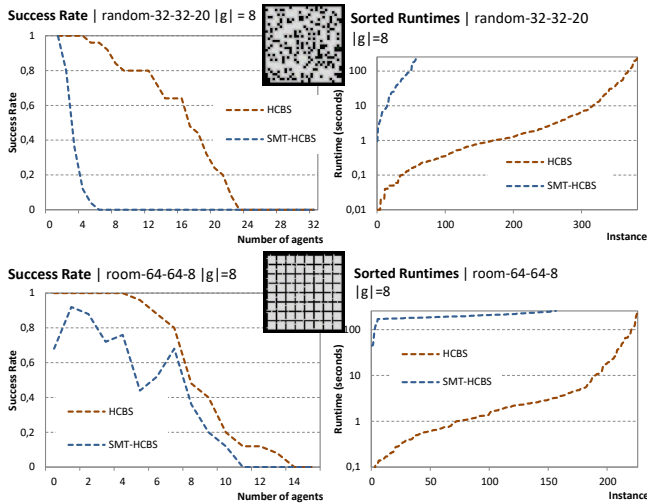 Success Rate | random-32-32-20 |g| = 8
1
0,8
0,6
0,4
0,2
0
Success Rate
HCBS
SMT-HCBS
0 4 8 12 16 20 24 28 32
Number of agents
Sorted Runtimes | random-32-32-20
|g|=8
100
10
1
0,1
0,01
Runtime (seconds)
HCBS
SMT-HCBS
0 100 200 300
Instance
Success Rate | room-64-64-8 |g|=8
1
0,8
0,6
0,4
0,2
0
Success Rate
HCBS
SMT-HCBS
0 2 4 6 8 10 12 14
Number of agents
Sorted Runtimes | room-64-64-8
|g|=8
100
10
1
0,1
Runtime (seconds)
HCBS
SMT-HCBS
0 50 100 150 200
Instance